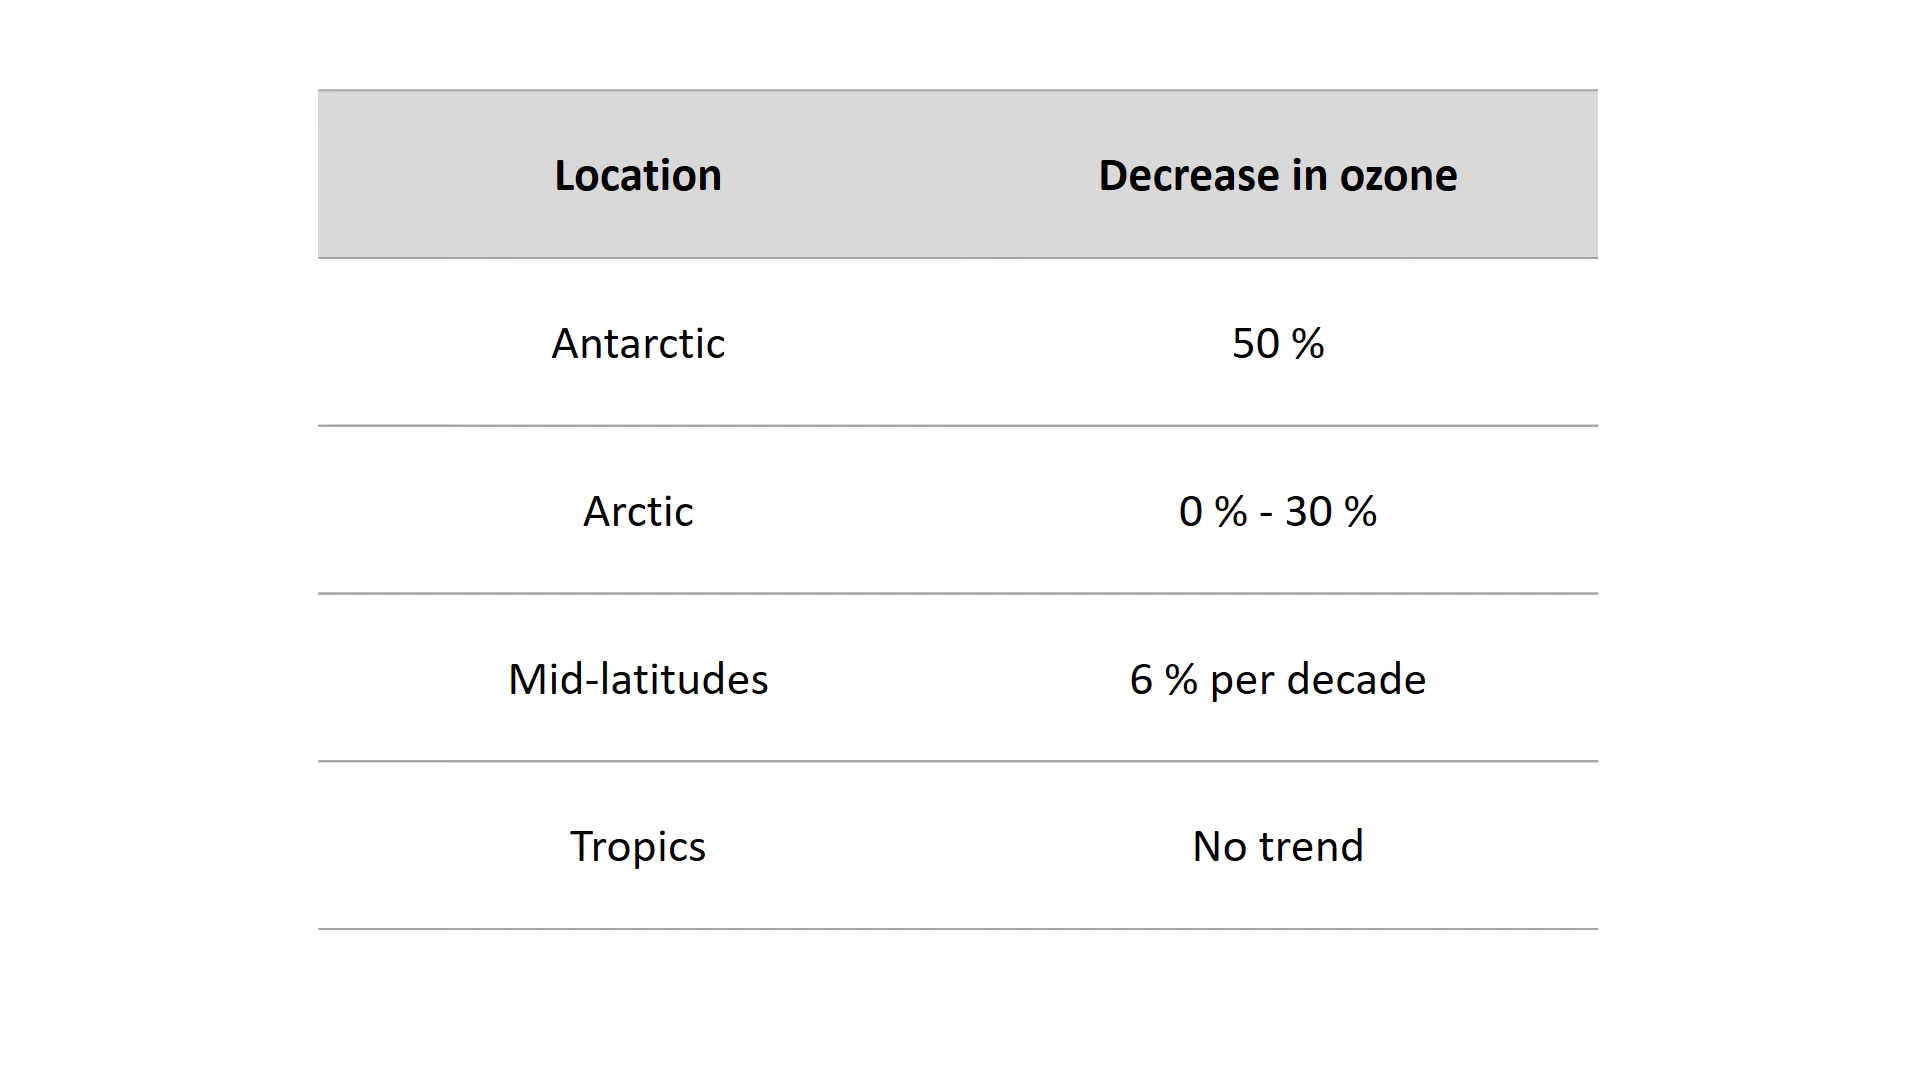 Location Decrease in ozone
Antarctic 50 %
Arctic 0 % - 30 %
Mid-latitudes 6 % per decade
Tropics No trend